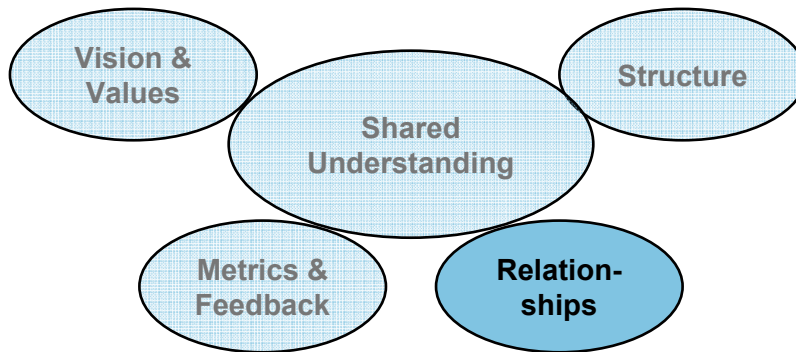 Vision &
Values
Structure
Shared
Understanding
Metrics &
Feedback
Relation-
ships